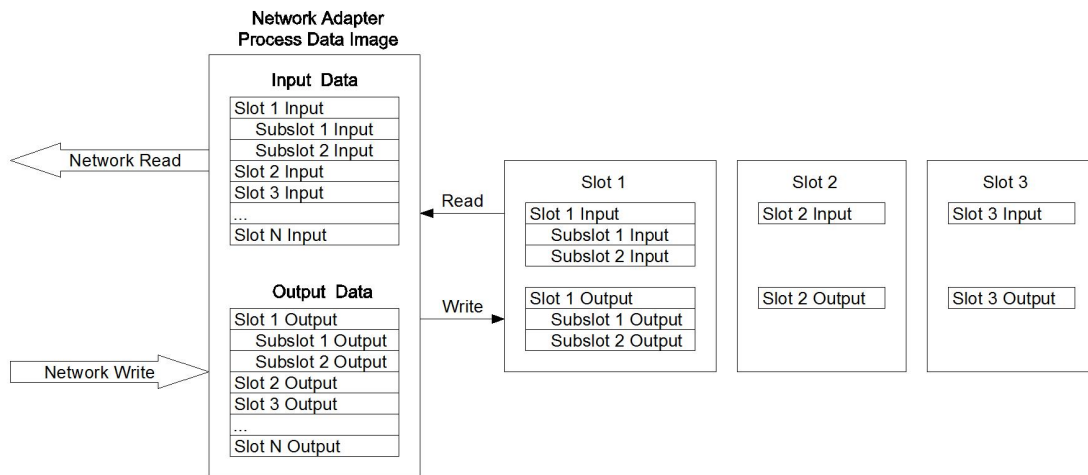 Network Adapter
Process Data Image
Input Data
Slot 1 Input
Subslot 1 Input
Subslot 2 Input
Slot 2 Input
Slot 3 Input
...
Slot N Input
Network Read
Output Data
Slot 1 Output
Subslot 1 Output
Subslot 2 Output
Slot 2 Output
Slot 3 Output
...
Slot N Output
Network Write
Read
Write
Slot 1
Slot 1 Input
Subslot 1 Input
Subslot 2 Input
Slot 1 Output
Subslot 1 Output
Subslot 2 Output
Slot 2
Slot 2 Input
Slot 2 Output
Slot 3
Slot 3 Input
Slot 3 Output